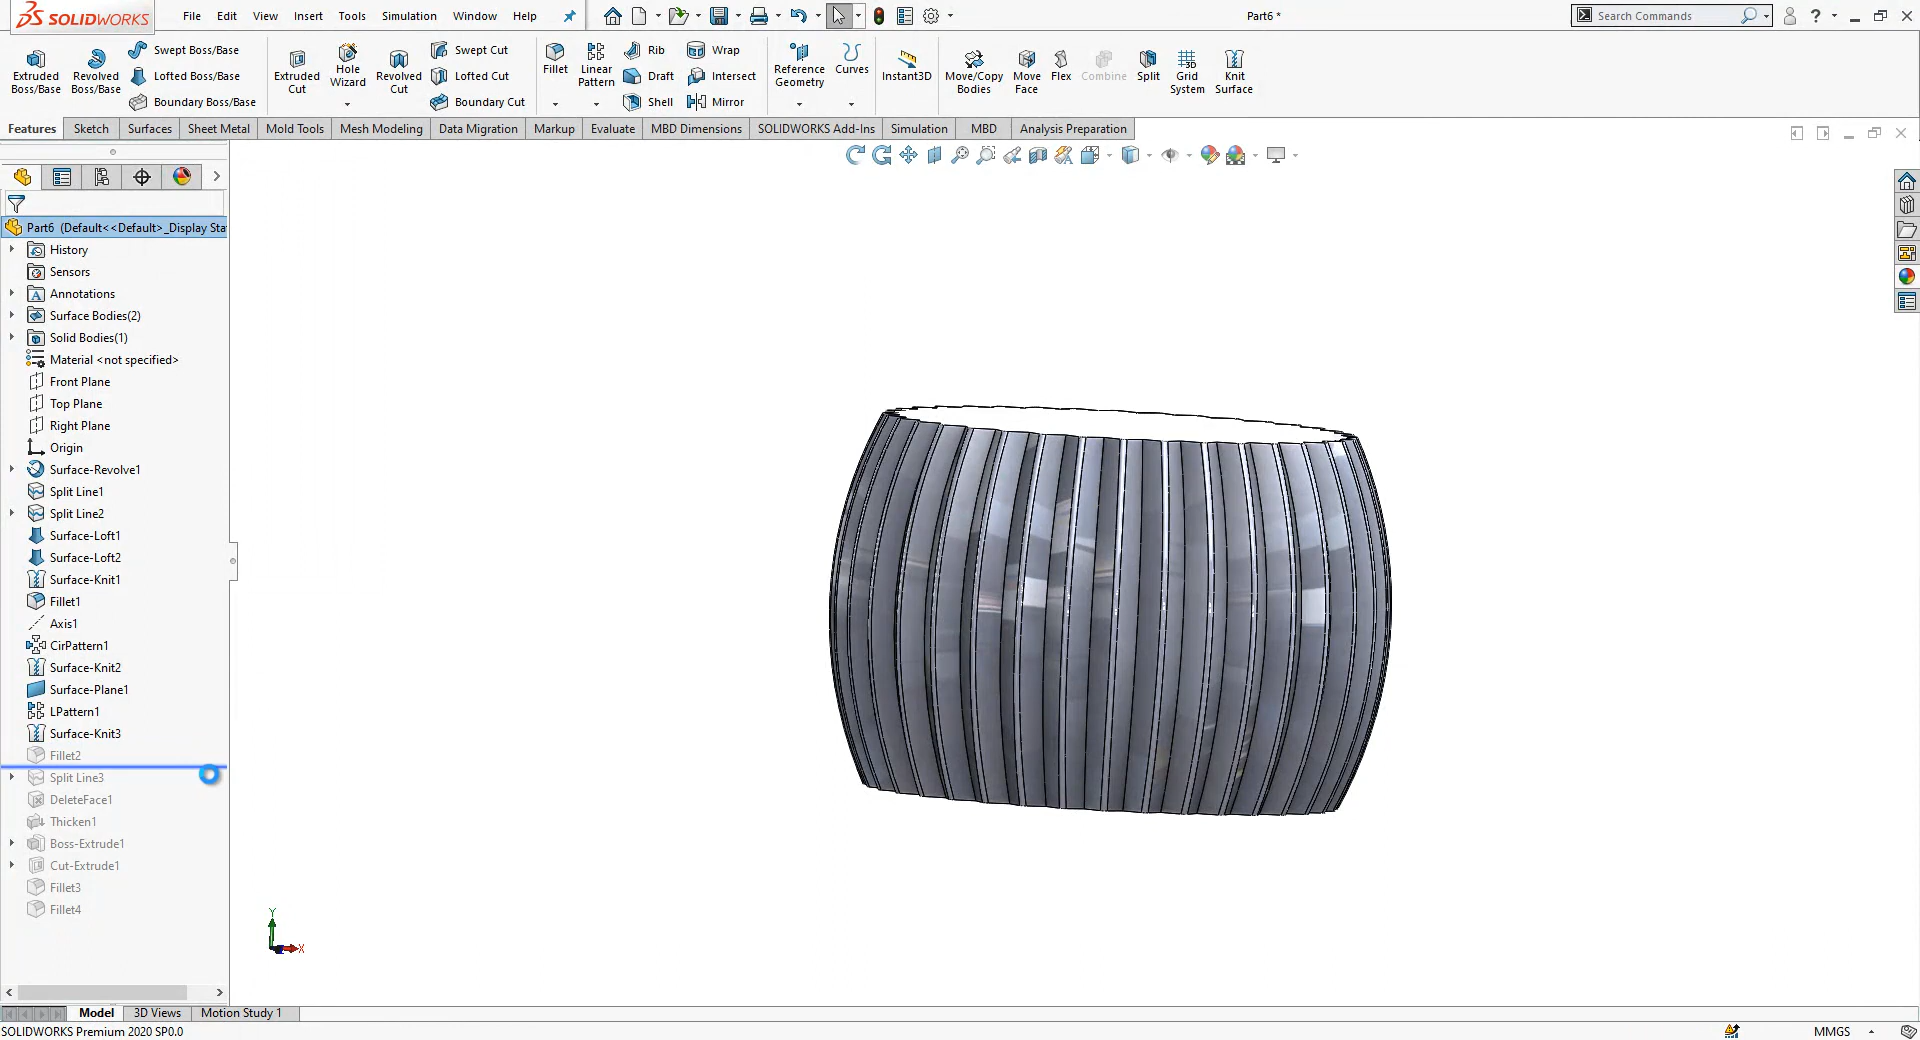 SOLIDWORKS File Edit View Insert Tools Simulation Window Help Part6 * Search Commands
Extruded Boss/Base
Revolved Boss/Base
Swept Boss/Base
Lofted Boss/Base
Boundary Boss/Base
Extruded Cut
Hole Wizard
Revolved Cut
Swept Cut
Lofted Cut
Boundary Cut
Fillet
Linear Pattern
Rib
Draft
Shell
Wrap
Intersect
Mirror
Reference Geometry
Curves
Instant3D
Move/Copy Bodies
Move Face
Flex
Combine
Split
Grid System
Knit Surface
Features Sketch Surfaces Sheet Metal Mold Tools Mesh Modeling Data Migration Markup Evaluate MBD Dimensions SOLIDWORKS Add-Ins Simulation MBD Analysis Preparation
Part6 (Default<<Default>_Display Sta
History
Sensors
Annotations
Surface Bodies(2)
Solid Bodies(1)
Material <not specified>
Front Plane
Top Plane
Right Plane
Origin
Surface-Revolve1
Split Line1
Split Line2
Surface-Loft1
Surface-Loft2
Surface-Knit1
Fillet1
Axis1
CirPattern1
Surface-Knit2
Surface-Plane1
LPattern1
Surface-Knit3
Fillet2
Split Line3
DeleteFace1
Thicken1
Boss-Extrude1
Cut-Extrude1
Fillet3
Fillet4
Y
X
Model 3D Views Motion Study 1
SOLIDWORKS Premium 2020 SP0.0 MMGS